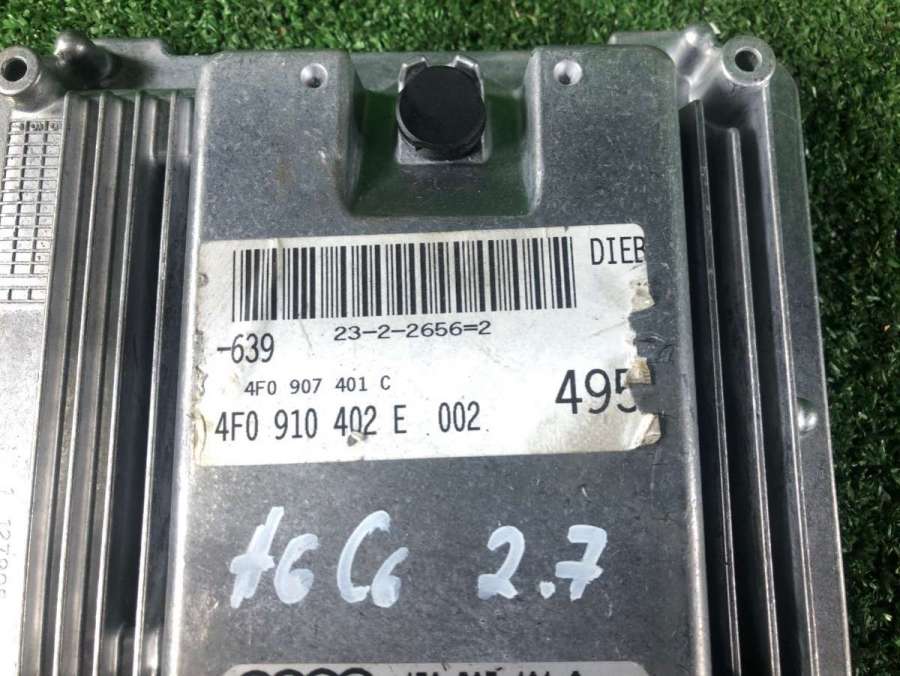 DIEB
23-2-2656=2
-639
4F0 907 401 C
495
4F0 910 402 E 002
A6 C6 2.7